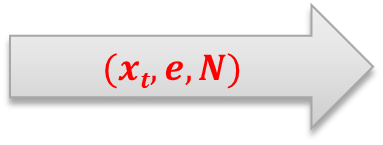 (x_t, e, N)